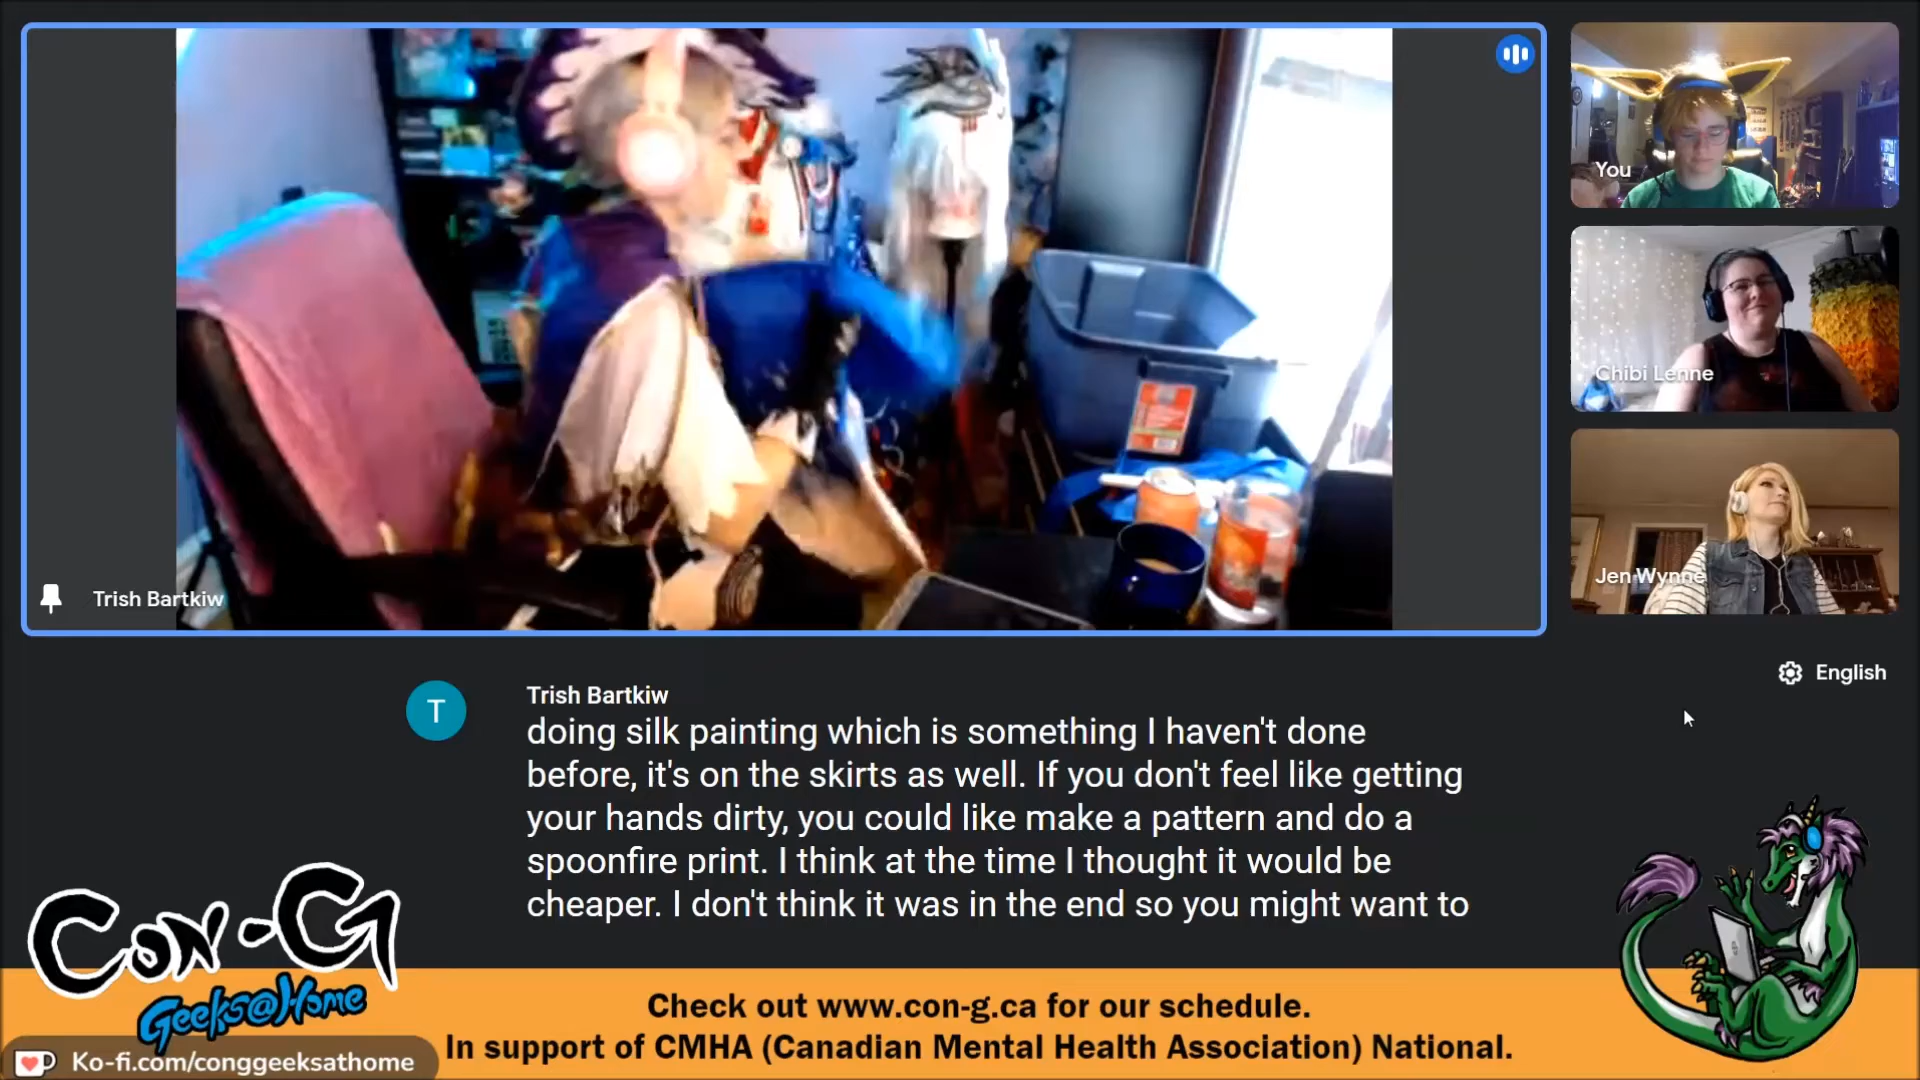 You
Chibi Lenne
Jen Wynne
Trish Bartkiw
English
T
Trish Bartkiw
doing silk painting which is something I haven't done
before, it's on the skirts as well. If you don't feel like getting
your hands dirty, you could like make a pattern and do a
spoonfire print. I think at the time I thought it would be
cheaper. I don't think it was in the end so you might want to
CON-G
Geeks@Home
Check out www.con-g.ca for our schedule.
In support of CMHA (Canadian Mental Health Association) National.
Ko-fi.com/conggeeksathome